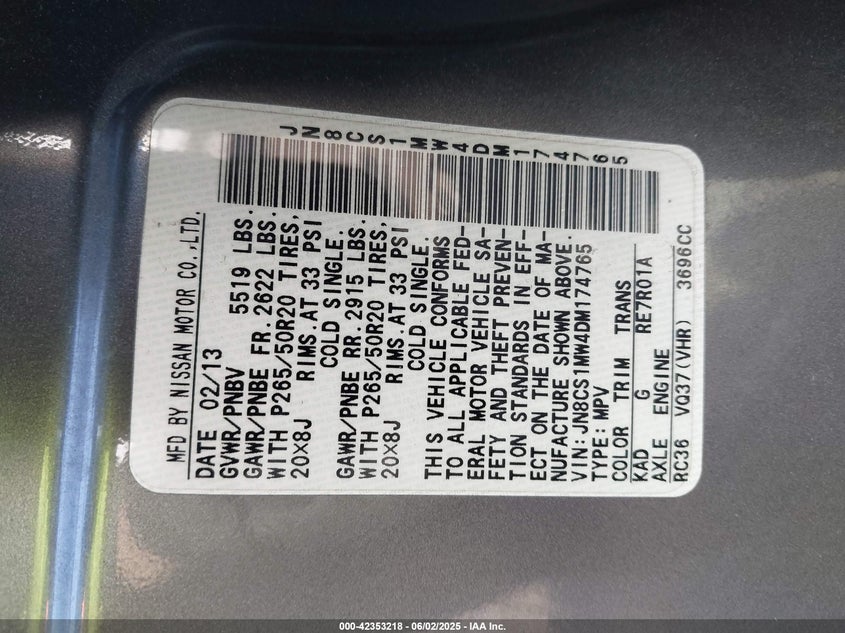 JN8CS1MW4DM174765
MFD BY NISSAN MOTOR CO.,LTD.
DATE 02/13
GVWR/PNBV 5519 LBS.
GAWR/PNBE FR. 2622 LBS.
WITH P265/50R20 TIRES,
20X8J RIMS.AT 33 PSI
COLD SINGLE.
GAWR/PNBE RR. 2915 LBS.
WITH P265/50R20 TIRES,
20X8J RIMS.AT 33 PSI
COLD SINGLE.
THIS VEHICLE CONFORMS
TO ALL APPLICABLE FED-
ERAL MOTOR VEHICLE SA-
FETY AND THEFT PREVEN-
TION STANDARDS IN EFF-
ECT ON THE DATE OF MA-
NUFACTURE SHOWN ABOVE.
VIN:JN8CS1MW4DM174765
TYPE:MPV
COLOR TRIM TRANS
KAD G RE7R01A
AXLE ENGINE
RC36 VQ37(VHR) 3696CC
000-42353218 - 06/02/2025 - IAA Inc.